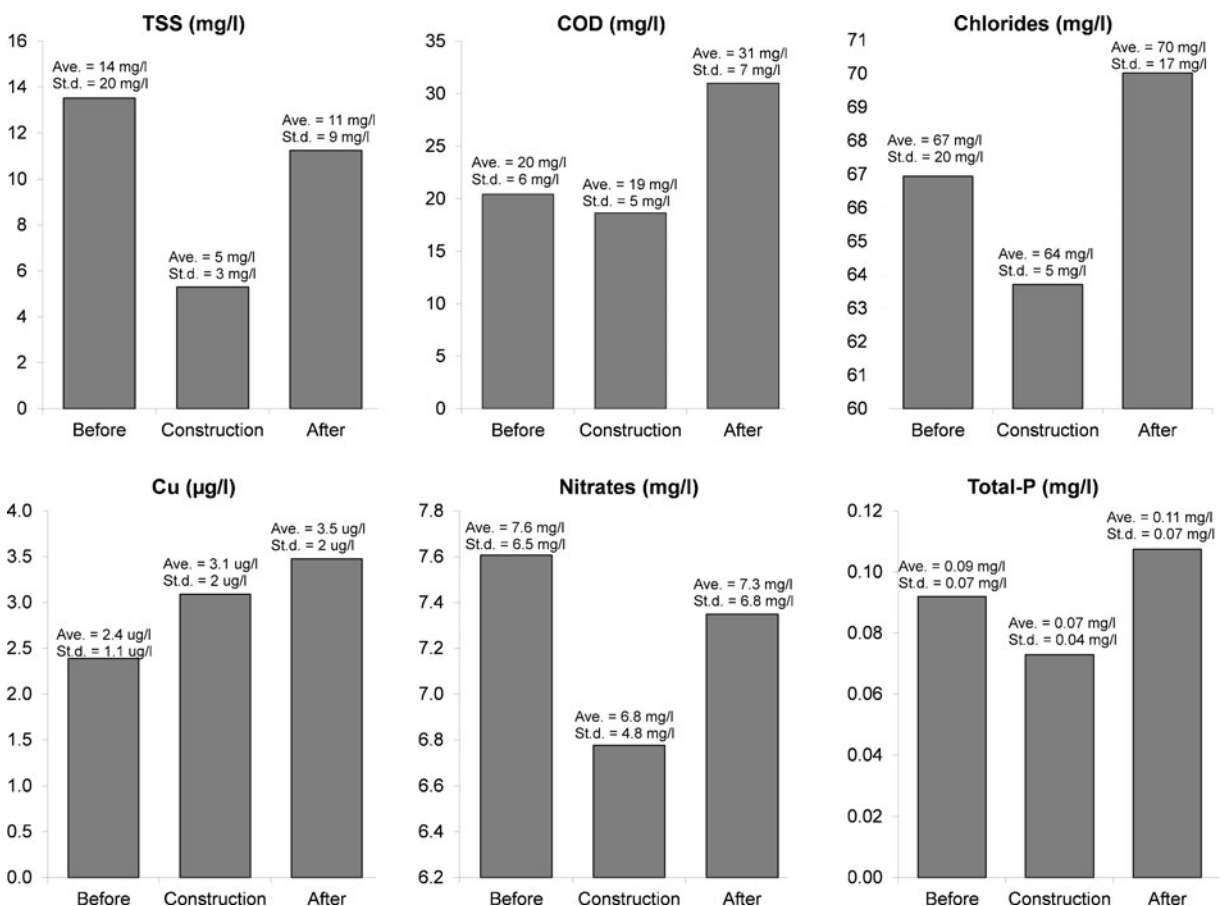 TSS (mg/l)
16
14
12
10
8
6
4
2
0
Ave. = 14 mg/l
St.d. = 20 mg/l
Ave. = 5 mg/l
St.d. = 3 mg/l
Ave. = 11 mg/l
St.d. = 9 mg/l
Before
Construction
After
COD (mg/l)
35
30
25
20
15
10
5
0
Ave. = 20 mg/l
St.d. = 6 mg/l
Ave. = 19 mg/l
St.d. = 5 mg/l
Ave. = 31 mg/l
St.d. = 7 mg/l
Before
Construction
After
Chlorides (mg/l)
71
70
69
68
67
66
65
64
63
62
61
60
Ave. = 67 mg/l
St.d. = 20 mg/l
Ave. = 64 mg/l
St.d. = 5 mg/l
Ave. = 70 mg/l
St.d. = 17 mg/l
Before
Construction
After
Cu (µg/l)
4.0
3.5
3.0
2.5
2.0
1.5
1.0
0.5
0.0
Ave. = 2.4 ug/l
St.d. = 1.1 ug/l
Ave. = 3.1 ug/l
St.d. = 2 ug/l
Ave. = 3.5 ug/l
St.d. = 2 ug/l
Before
Construction
After
Nitrates (mg/l)
7.8
7.6
7.4
7.2
7.0
6.8
6.6
6.4
6.2
Ave. = 7.6 mg/l
St.d. = 6.5 mg/l
Ave. = 6.8 mg/l
St.d. = 4.8 mg/l
Ave. = 7.3 mg/l
St.d. = 6.8 mg/l
Before
Construction
After
Total-P (mg/l)
0.12
0.10
0.08
0.06
0.04
0.02
0.00
Ave. = 0.09 mg/l
St.d. = 0.07 mg/l
Ave. = 0.07 mg/l
St.d. = 0.04 mg/l
Ave. = 0.11 mg/l
St.d. = 0.07 mg/l
Before
Construction
After